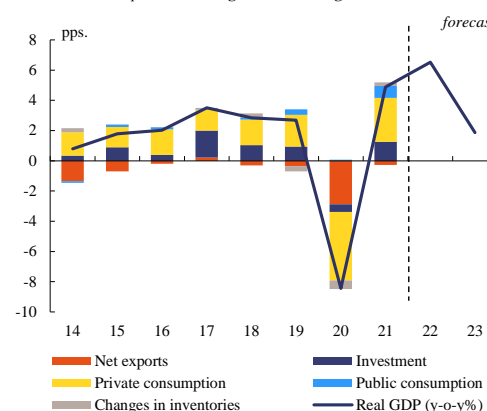 forecas
pps.
8
6
4
2
0
-2
-4
-6
-8
-10
14 15 16 17 18 19 20 21 22 23
Net exports Investment
Private consumption Public consumption
Changes in inventories Real GDP (y-o-y%)